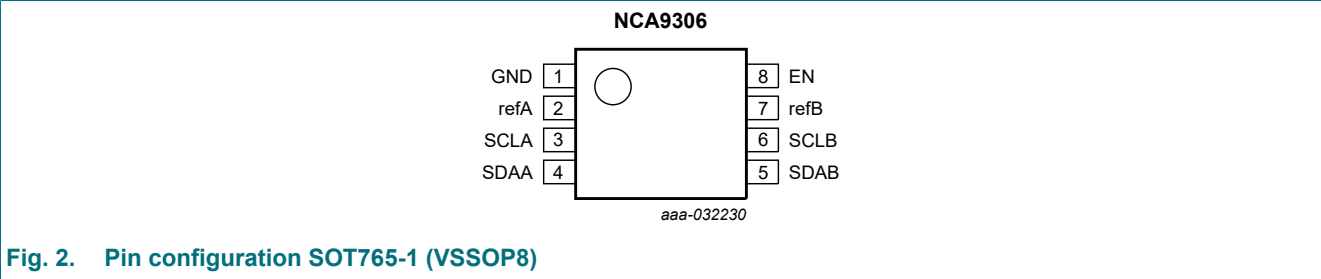 NCA9306
GND 1 8 EN
refA 2 7 refB
SCLA 3 6 SCLB
SDAA 4 5 SDAB
aaa-032230
Fig. 2. Pin configuration SOT765-1 (VSSOP8)